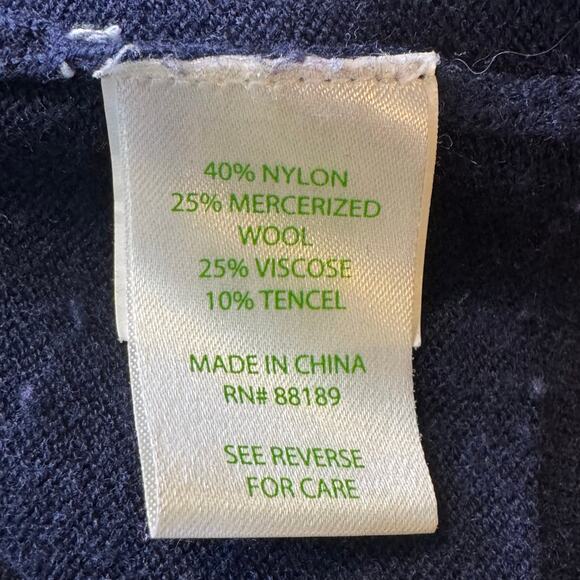 40% NYLON
25% MERCERIZED
WOOL
25% VISCOSE
10% TENCEL
MADE IN CHINA
RN# 88189
SEE REVERSE
FOR CARE